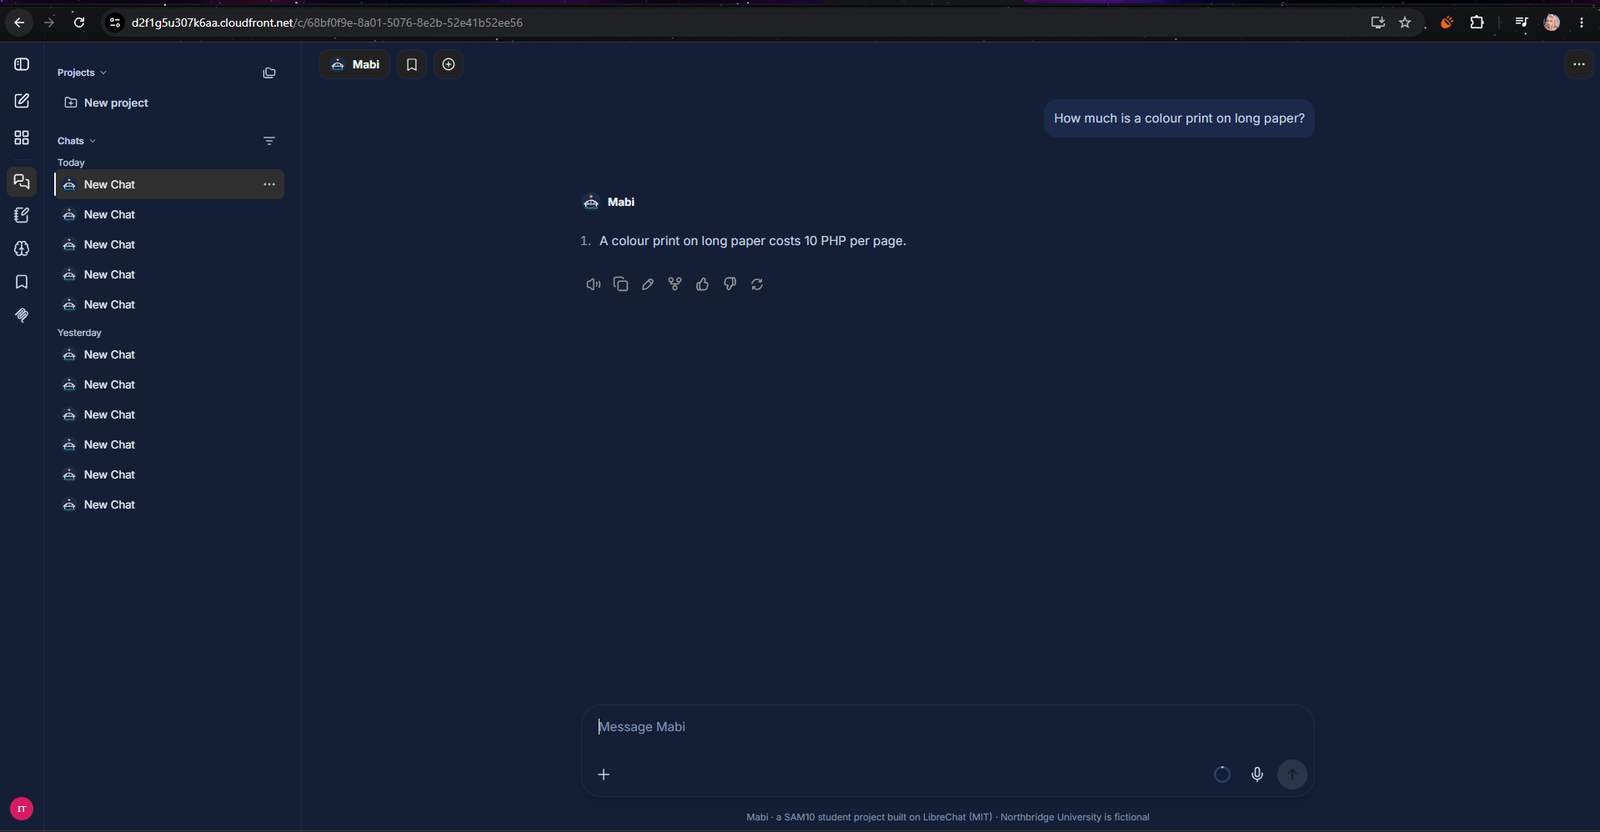 d2f1g5u307k6aa.cloudfront.net/c/68bf0f9e-8a01-5076-8e2b-52e41b52ee56
Projects
New project
Chats
Today
New Chat
New Chat
New Chat
New Chat
New Chat
Yesterday
New Chat
New Chat
New Chat
New Chat
New Chat
New Chat
IT
Mabi
How much is a colour print on long paper?
Mabi
1. A colour print on long paper costs 10 PHP per page.
Message Mabi
Mabi · a SAM10 student project built on LibreChat (MIT) · Northbridge University is fictional